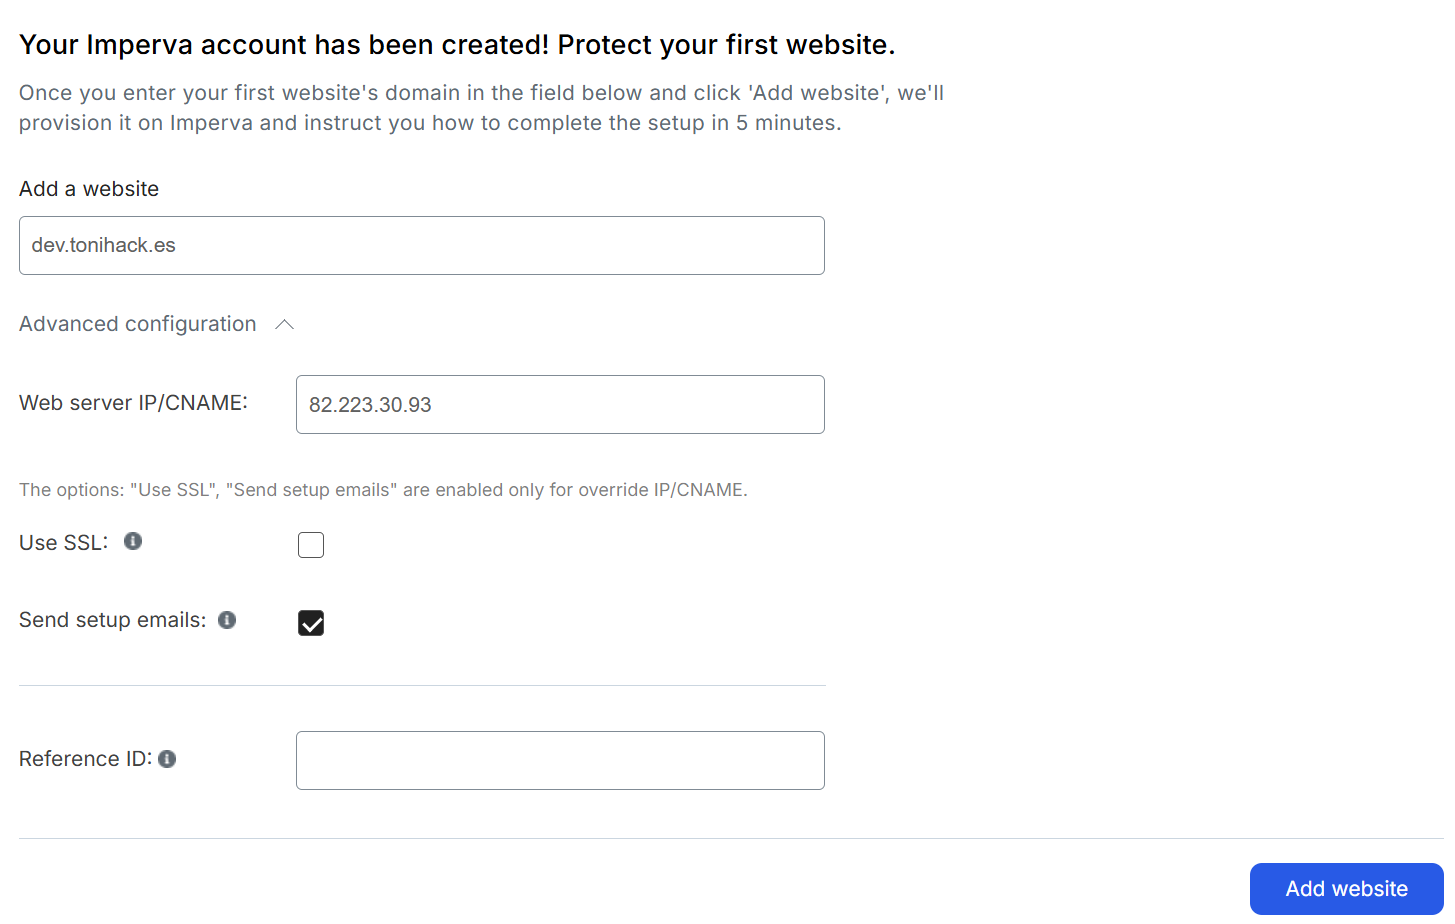 Your Imperva account has been created! Protect your first website.
Once you enter your first website's domain in the field below and click 'Add website', we'll
provision it on Imperva and instruct you how to complete the setup in 5 minutes.
Add a website
dev.tonihack.es
Advanced configuration
Web server IP/CNAME:
82.223.30.93
The options: "Use SSL", "Send setup emails" are enabled only for override IP/CNAME.
Use SSL:
Send setup emails:
Reference ID:
Add website